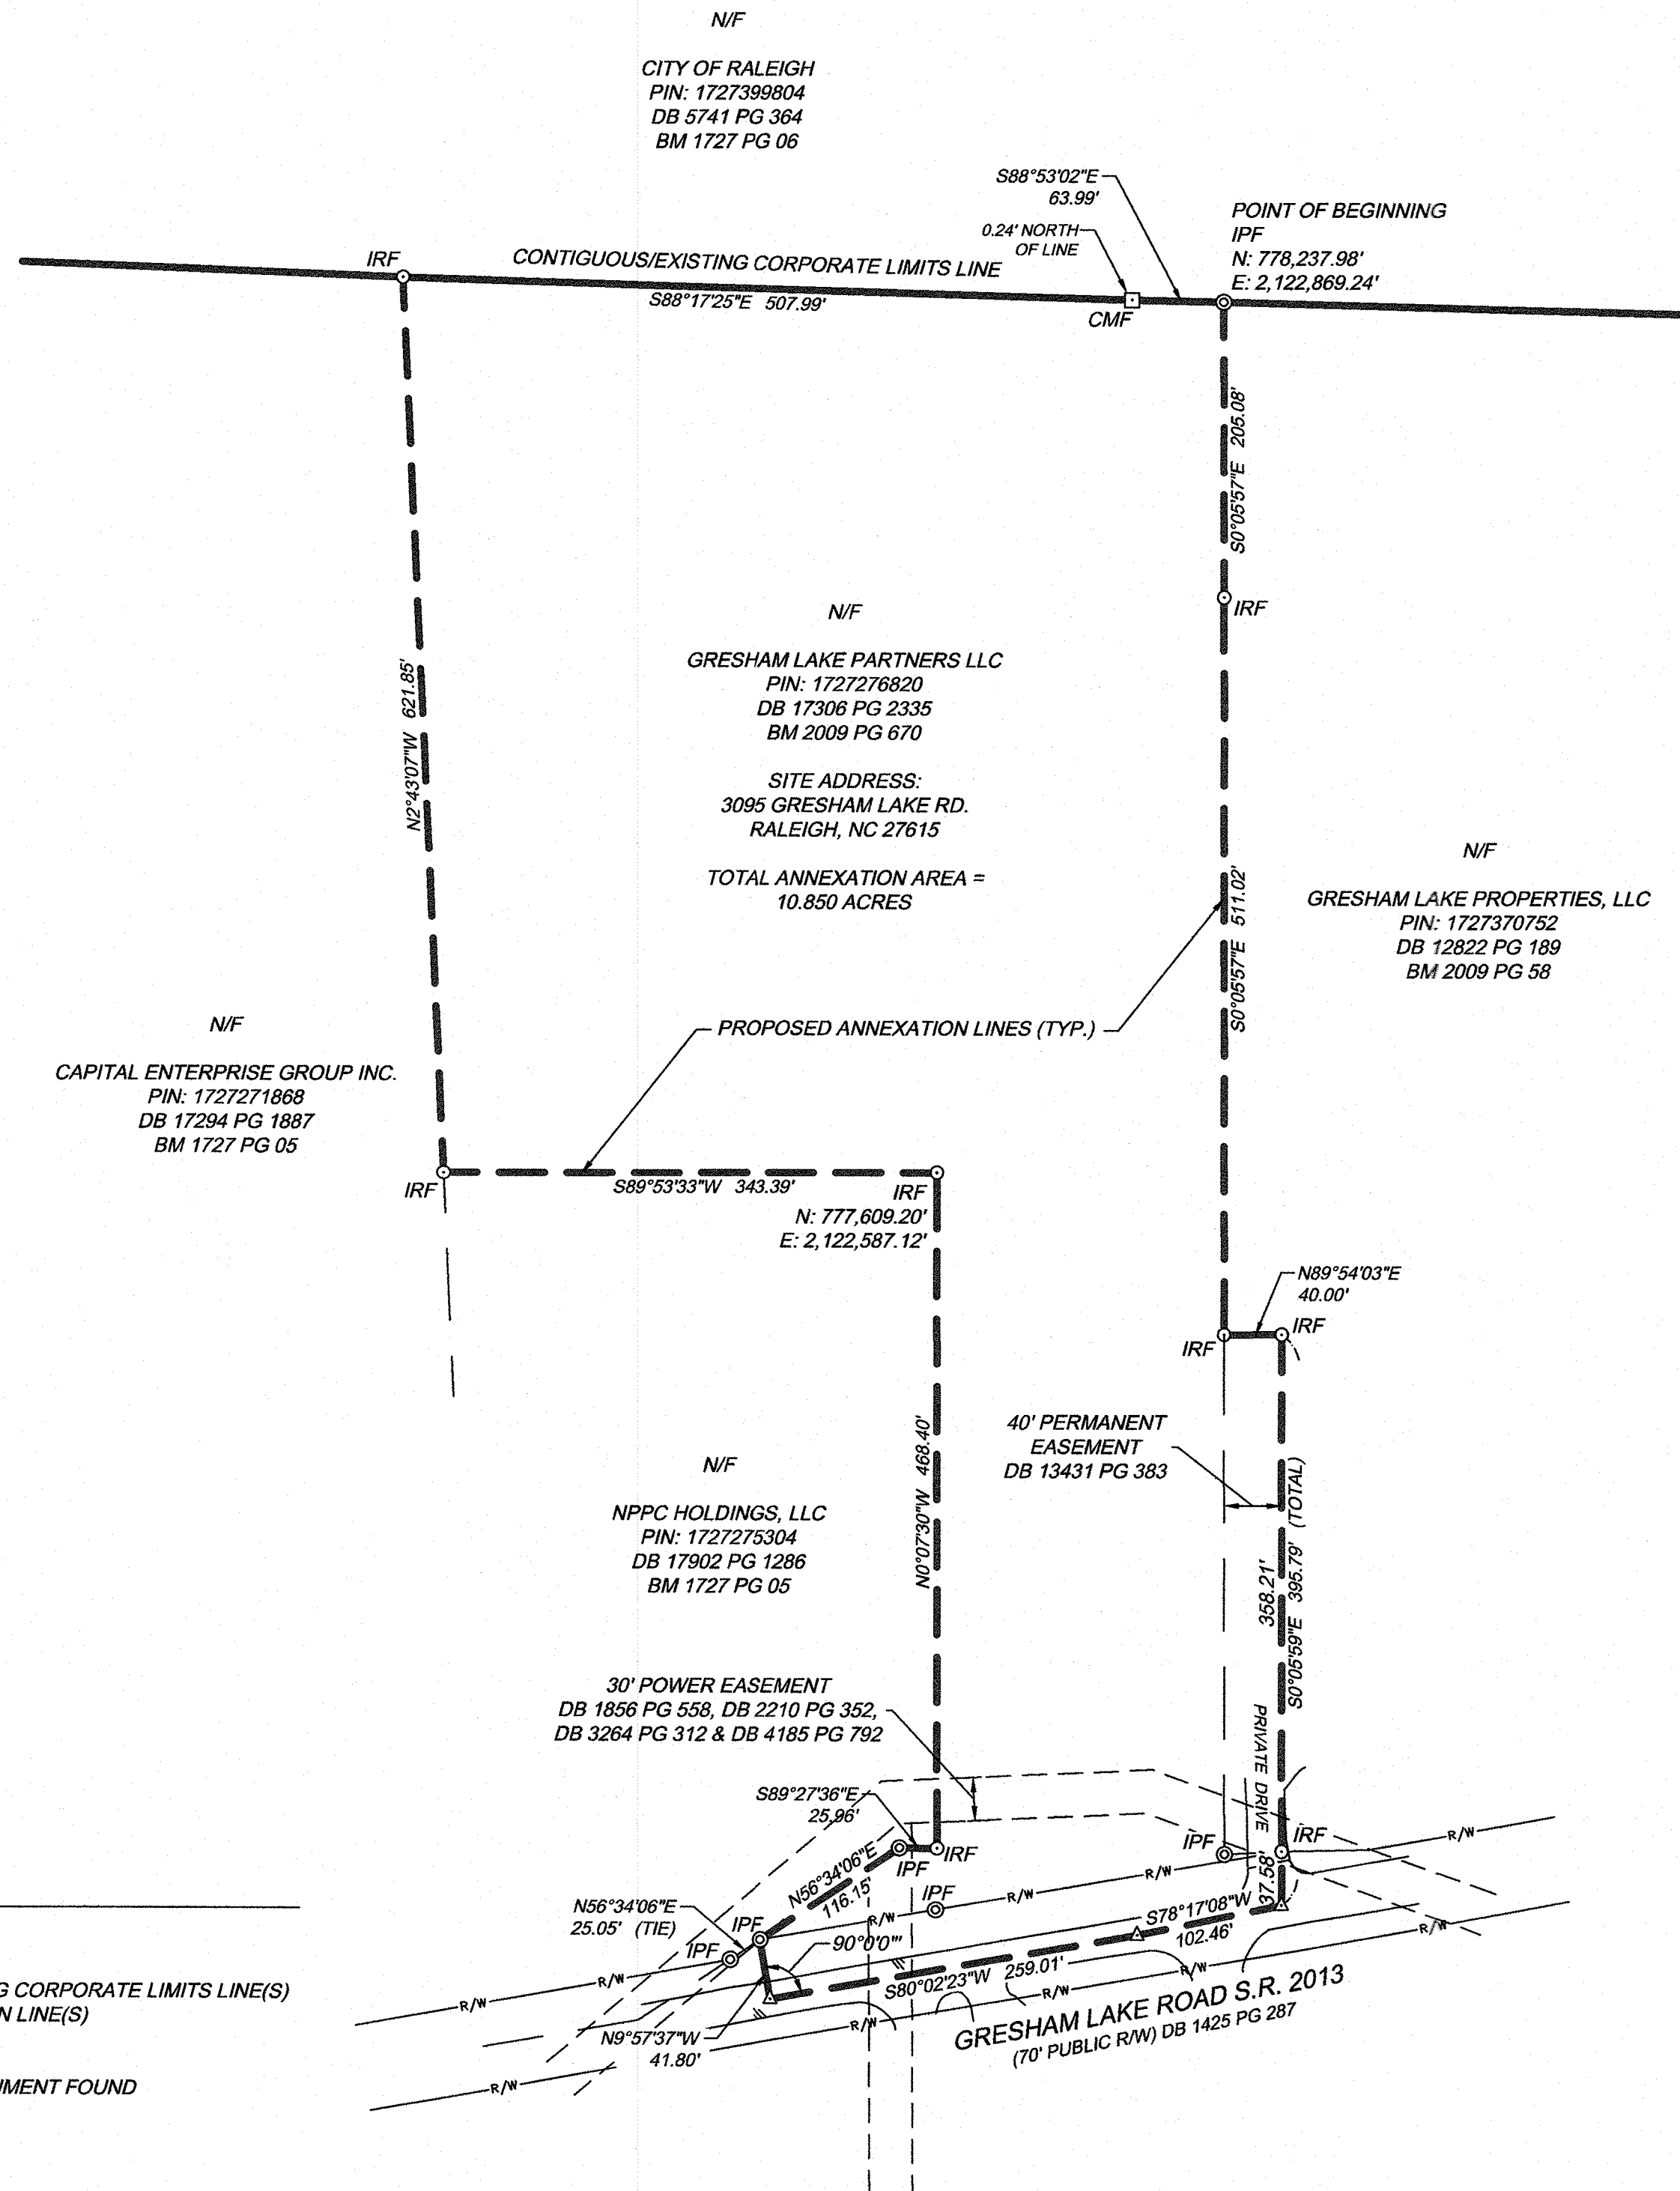 N/F
CITY OF RALEIGH
PIN: 1727399804
DB 5741 PG 364
BM 1727 PG 06
S88°53'02"E
63.99'
0.24' NORTH
OF LINE
POINT OF BEGINNING
IPF
N: 778,237.98'
E: 2,122,869.24'
IRF
CONTIGUOUS/EXISTING CORPORATE LIMITS LINE
S88°17'25"E 507.99'
CMF
S0°05'57"E 205.08'
IRF
N/F
GRESHAM LAKE PARTNERS LLC
PIN: 1727276820
DB 17306 PG 2335
BM 2009 PG 670
SITE ADDRESS:
3095 GRESHAM LAKE RD.
RALEIGH, NC 27615
TOTAL ANNEXATION AREA =
10.850 ACRES
N2°43'07"W 621.85'
S0°05'57"E 511.02'
N/F
GRESHAM LAKE PROPERTIES, LLC
PIN: 1727370752
DB 12822 PG 189
BM 2009 PG 58
N/F
CAPITAL ENTERPRISE GROUP INC.
PIN: 1727271868
DB 17294 PG 1887
BM 1727 PG 05
PROPOSED ANNEXATION LINES (TYP.)
IRF
S89°53'33"W 343.39'
IRF
N: 777,609.20'
E: 2,122,587.12'
N89°54'03"E
40.00'
IRF
IRF
40' PERMANENT
EASEMENT
DB 13431 PG 383
N0°07'30"W 468.40'
N/F
NPPC HOLDINGS, LLC
PIN: 1727275304
DB 17902 PG 1286
BM 1727 PG 05
358.21'
S0°05'59"E 395.79' (TOTAL)
PRIVATE DRIVE
30' POWER EASEMENT
DB 1856 PG 558, DB 2210 PG 352,
DB 3264 PG 312 & DB 4185 PG 792
S89°27'36"E
25.96'
IPF
IRF
IPF
IRF
R/W
N56°34'06"E
116.15'
IPF
R/W
R/W
R/W
37.58'
N56°34'06"E
25.05' (TIE)
IPF
IPF
90°0'0"'
S78°17'08"W
102.46'
R/W
R/W
S80°02'23"W 259.01'
R/W
R/W
R/W
R/W
N9°57'37"W
41.80'
R/W
GRESHAM LAKE ROAD S.R. 2013
(70' PUBLIC R/W) DB 1425 PG 287
G CORPORATE LIMITS LINE(S)
N LINE(S)
UMENT FOUND